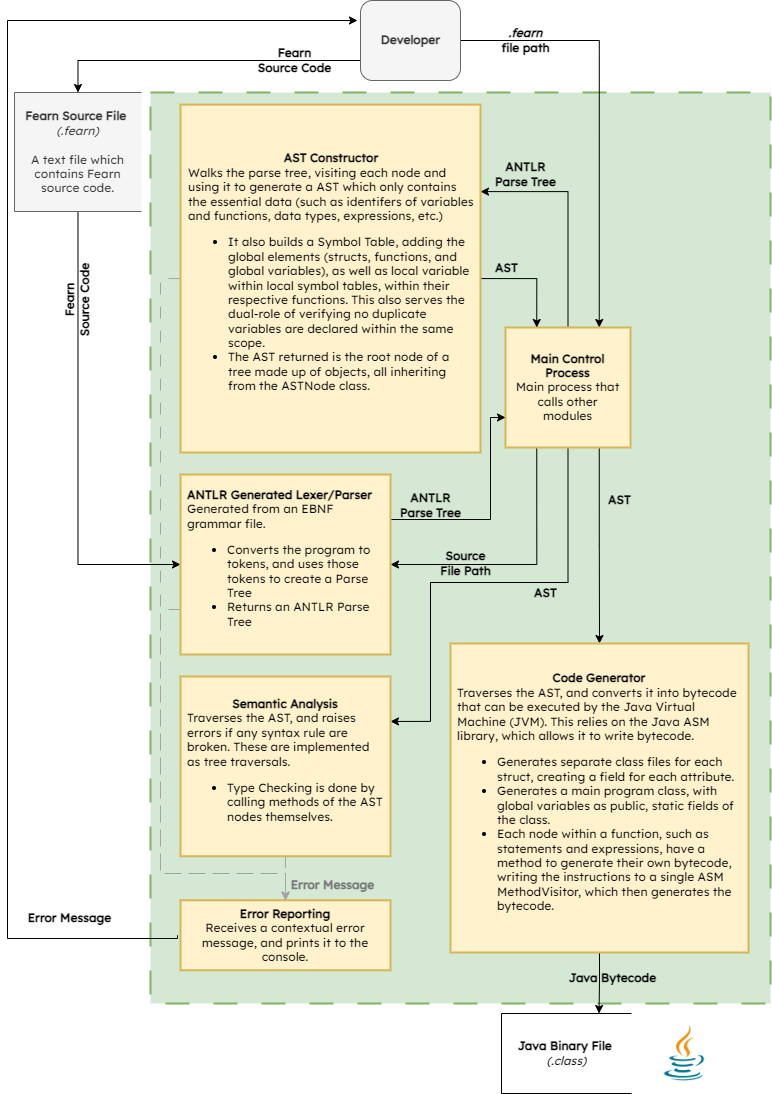 Developer
.fearn
file path
Fearn
Source Code
Fearn Source File
(.fearn)
A text file which
contains Fearn
source code.
AST Constructor
Walks the parse tree, visiting each node and
using it to generate a AST which only contains
the essential data (such as identifers of variables
and functions, data types, expressions, etc.)
• It also builds a Symbol Table, adding the
global elements (structs, functions, and
global variables), as well as local variable
within local symbol tables, within their
respective functions. This also serves the
dual-role of verifying no duplicate
variables are declared within the same
scope.
• The AST returned is the root node of a
tree made up of objects, all inheriting
from the ASTNode class.
ANTLR
Parse Tree
AST
Fearn
Source Code
Main Control
Process
Main process that
calls other
modules
ANTLR Generated Lexer/Parser
Generated from an EBNF
grammar file.
• Converts the program to
tokens, and uses those
tokens to create a Parse
Tree
• Returns an ANTLR Parse
Tree
ANTLR
Parse Tree
AST
Source
File Path
AST
Semantic Analysis
Traverses the AST, and raises
errors if any syntax rule are
broken. These are implemented
as tree traversals.
• Type Checking is done by
calling methods of the AST
nodes themselves.
Code Generator
Traverses the AST, and converts it into bytecode
that can be executed by the Java Virtual
Machine (JVM). This relies on the Java ASM
library, which allows it to write bytecode.
• Generates separate class files for each
struct, creating a field for each attribute.
• Generates a main program class, with
global variables as public, static fields of
the class.
• Each node within a function, such as
statements and expressions, have a
method to generate their own bytecode,
writing the instructions to a single ASM
MethodVisitor, which then generates the
bytecode.
Error Message
Error Message
Error Reporting
Receives a contextual error
message, and prints it to the
console.
Java Bytecode
Java Binary File
(.class)